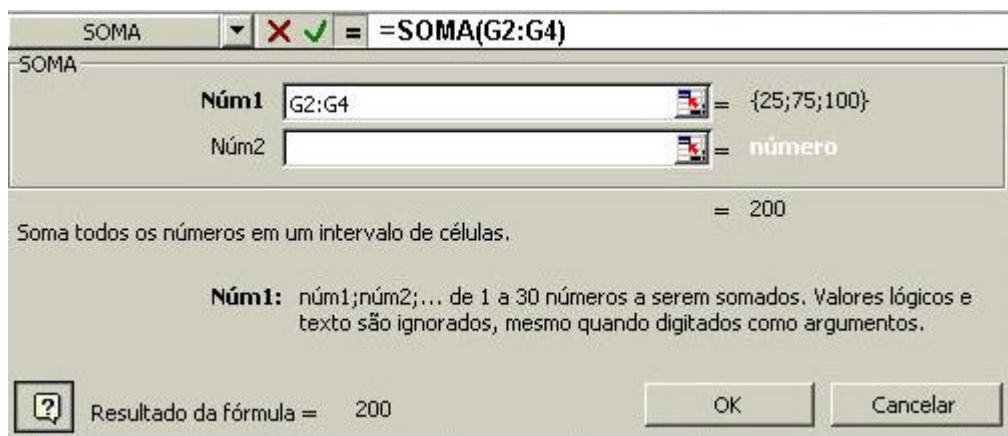 SOMA = =SOMA(G2:G4)
SOMA
Núm1 G2:G4 = {25;75;100}
Núm2 = número
= 200
Soma todos os números em um intervalo de células.
Núm1: núm1;núm2;... de 1 a 30 números a serem somados. Valores lógicos e
texto são ignorados, mesmo quando digitados como argumentos.
? Resultado da fórmula = 200 OK Cancelar